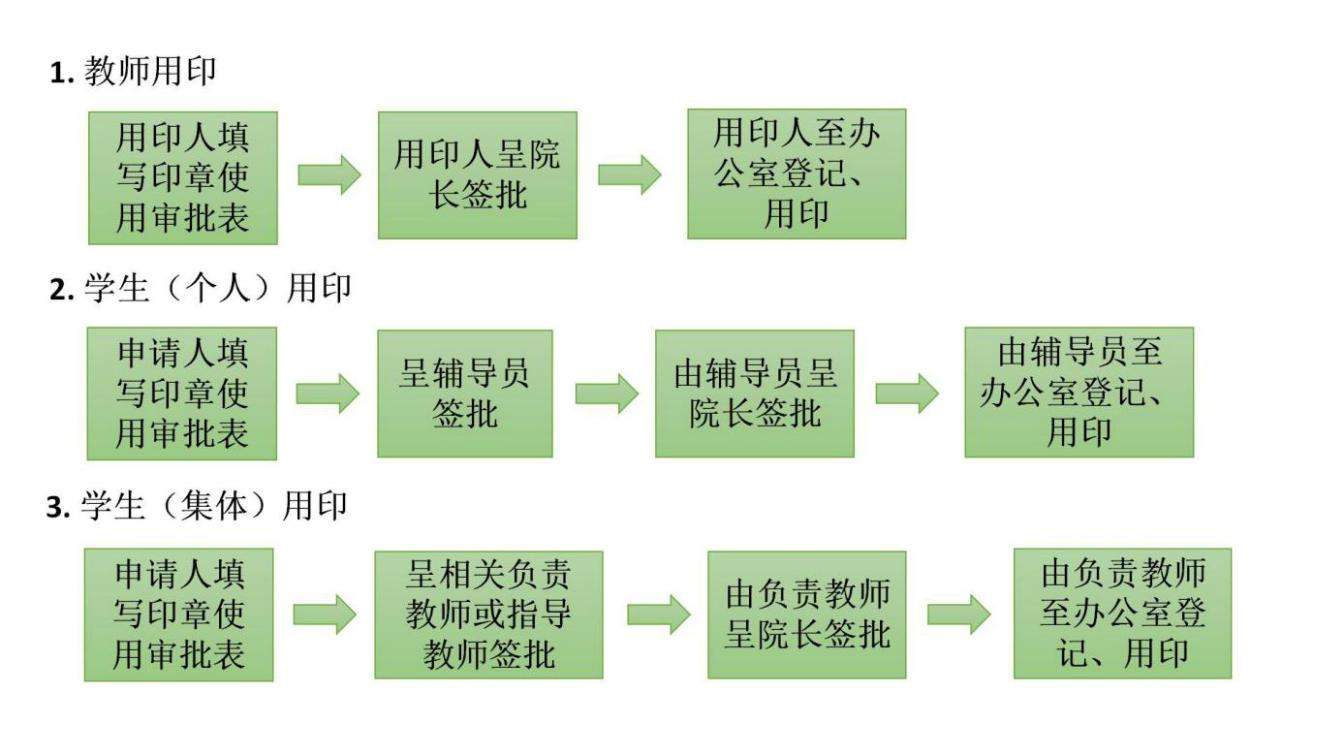 1. 教师用印
用印人填
写印章使
用审批表
用印人呈院
长签批
用印人至办
公室登记、
用印
2. 学生（个人）用印
申请人填
写印章使
用审批表
呈辅导员
签批
由辅导员呈
院长签批
由辅导员至
办公室登记、
用印
3. 学生（集体）用印
申请人填
写印章使
用审批表
呈相关负责
教师或指导
教师签批
由负责教师
呈院长签批
由负责教师
至办公室登
记、用印